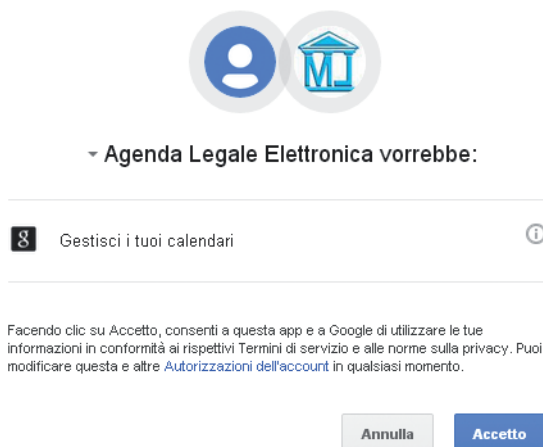 ML
Agenda Legale Elettronica vorrebbe:
8 Gestisci i tuoi calendari i
Facendo clic su Accetto, consenti a questa app e a Google di utilizzare le tue
informazioni in conformità ai rispettivi Termini di servizio e alle norme sulla privacy. Puoi
modificare questa e altre Autorizzazioni dell'account in qualsiasi momento.
Annulla Accetto